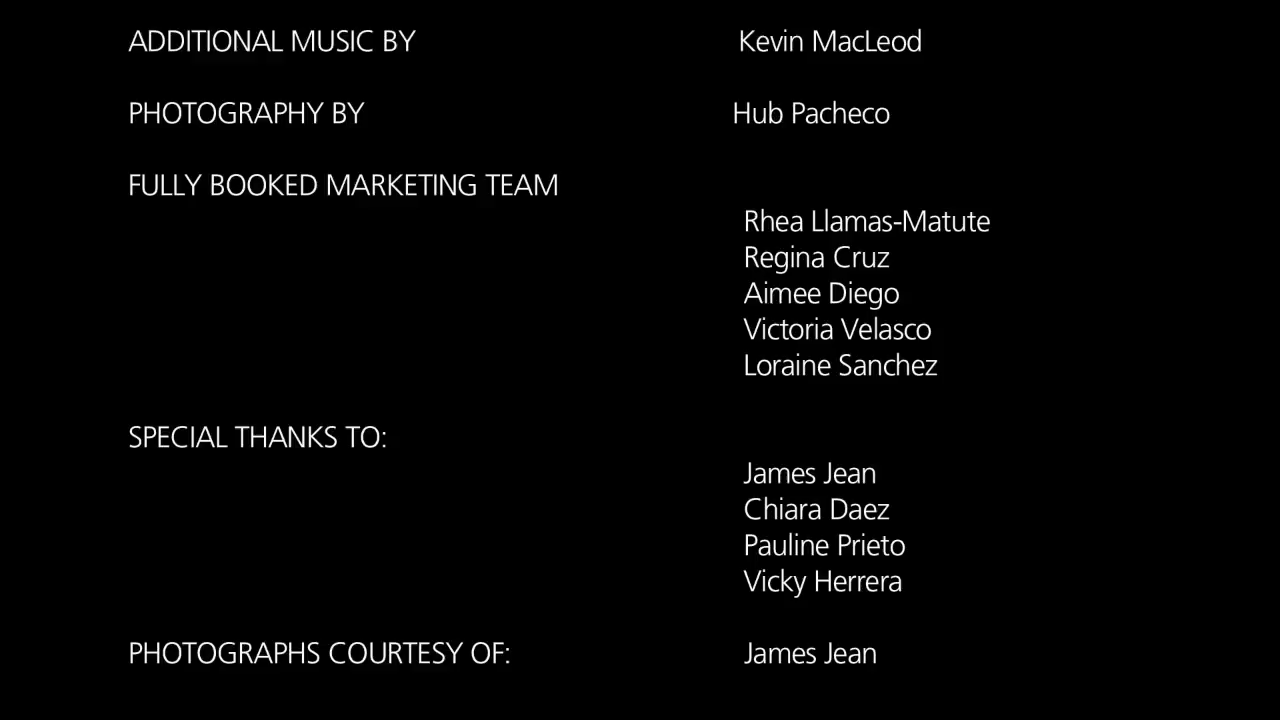 ADDITIONAL MUSIC BY Kevin MacLeod
PHOTOGRAPHY BY Hub Pacheco
FULLY BOOKED MARKETING TEAM
Rhea Llamas-Matute
Regina Cruz
Aimee Diego
Victoria Velasco
Loraine Sanchez
SPECIAL THANKS TO:
James Jean
Chiara Daez
Pauline Prieto
Vicky Herrera
PHOTOGRAPHS COURTESY OF: James Jean